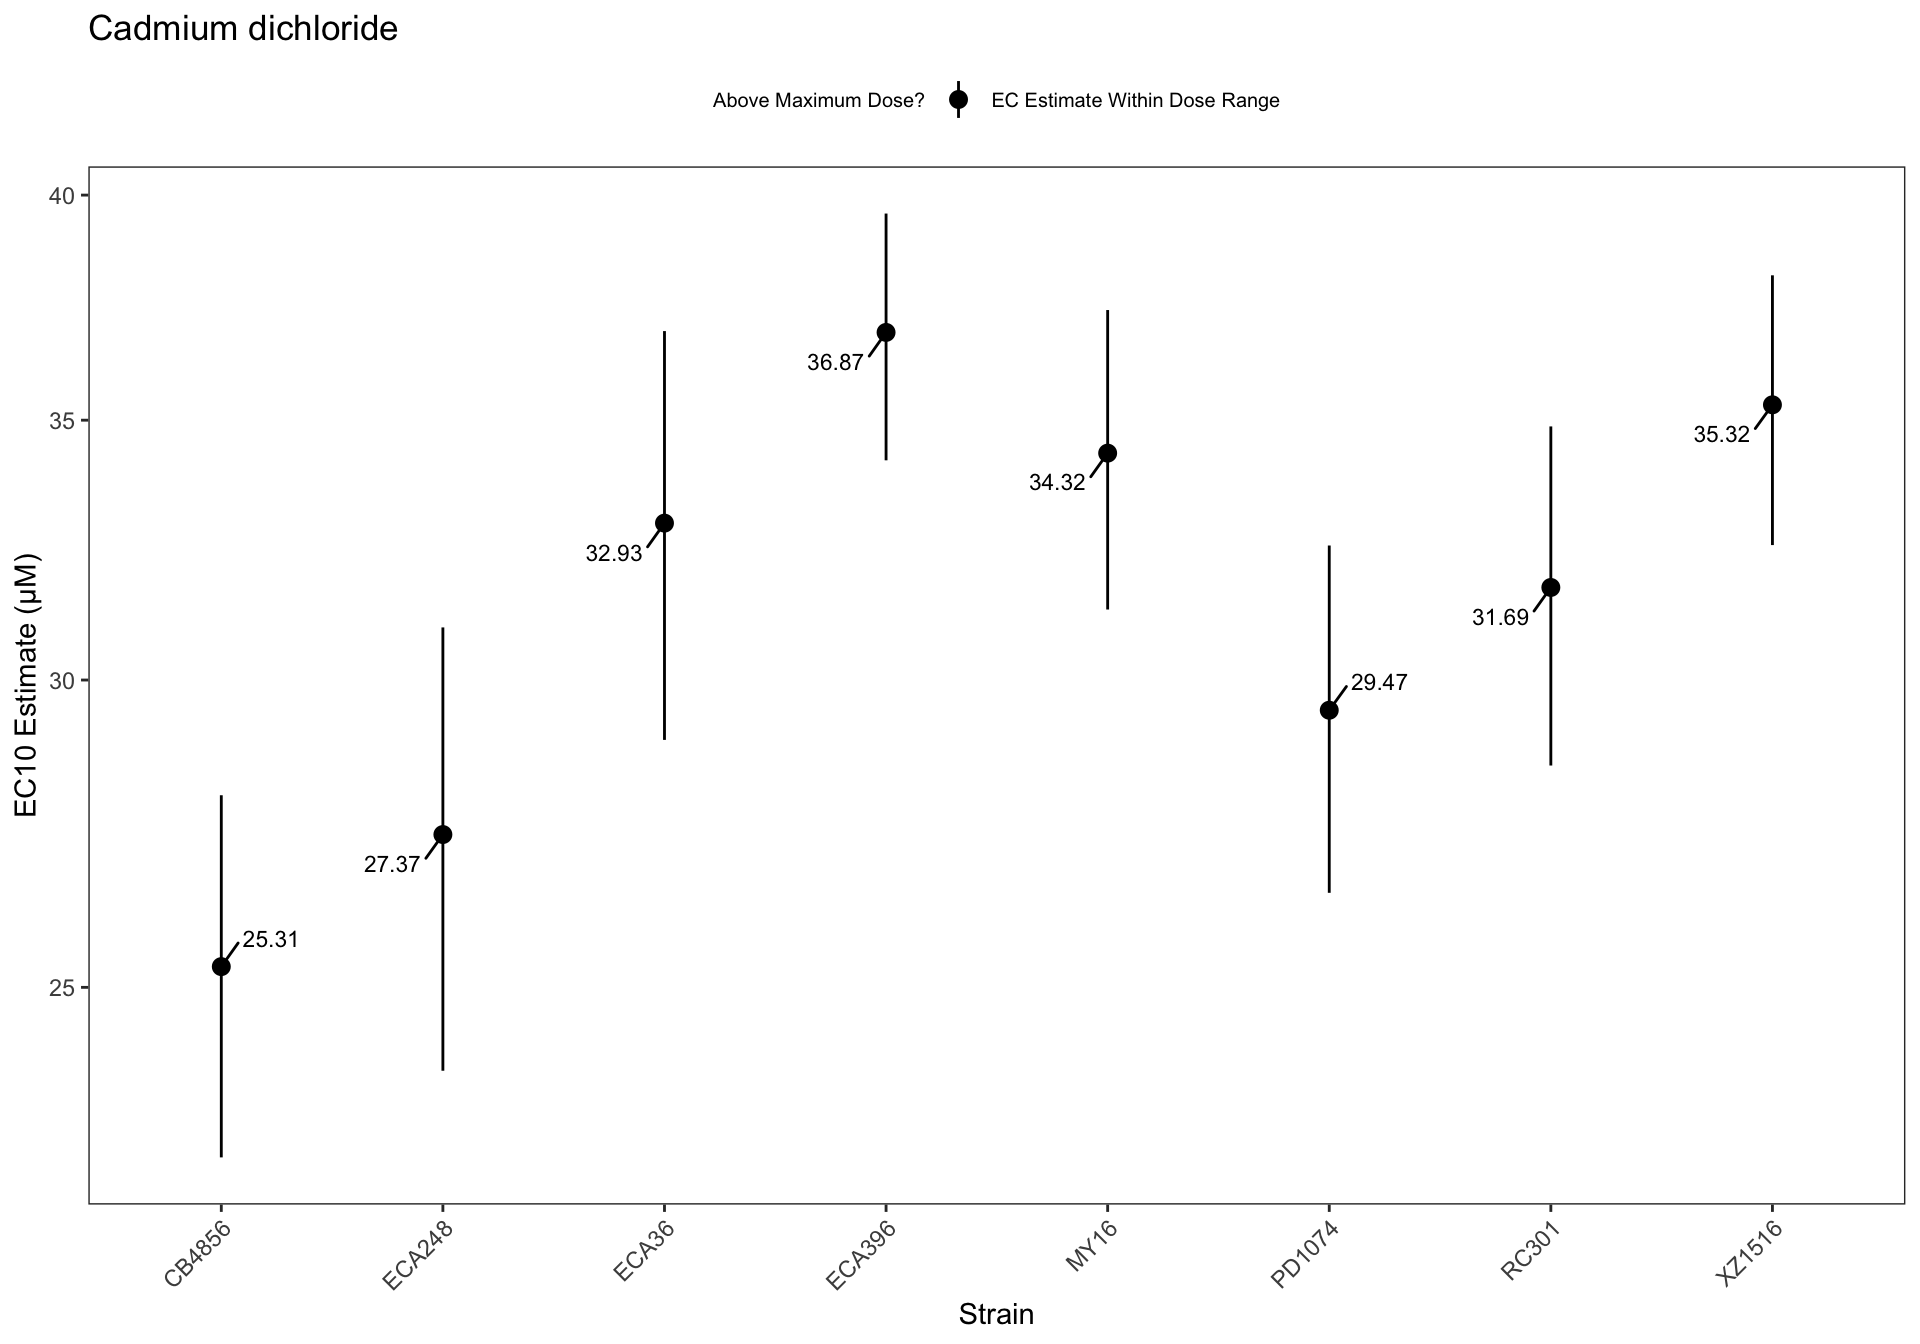 Cadmium dichloride
Above Maximum Dose? EC Estimate Within Dose Range
EC10 Estimate (µM)
40
35
30
25
36.87
35.32
34.32
32.93
31.69
29.47
27.37
25.31
CB4856 ECA248 ECA36 ECA396 MY16 PD1074 RC301 XZ1516
Strain